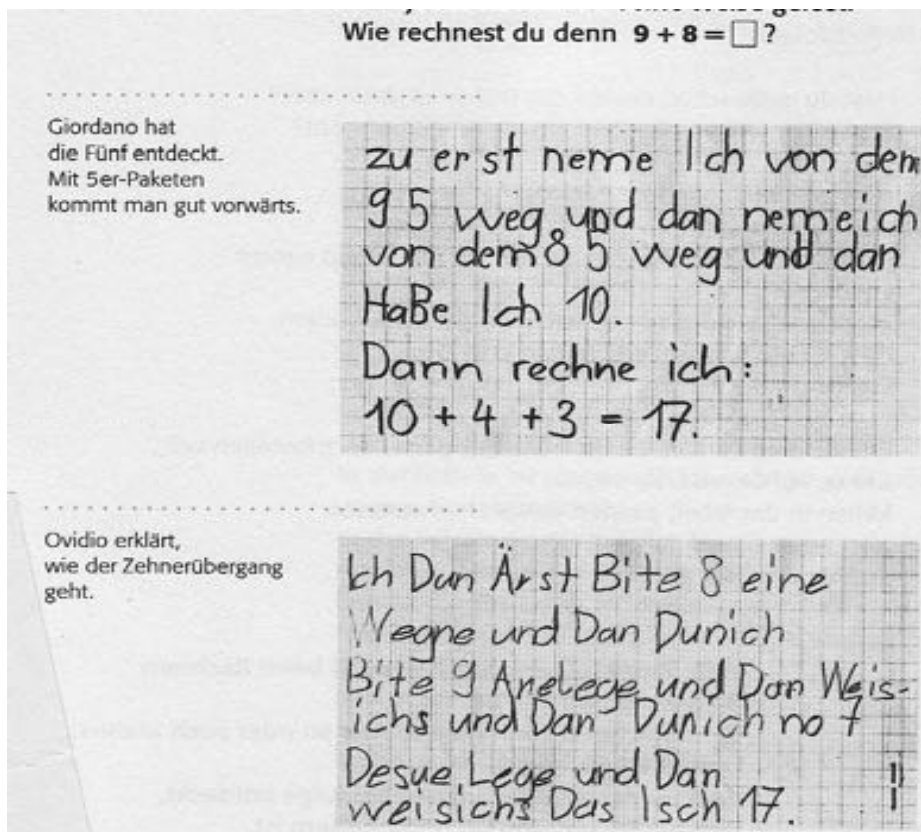 Wie rechnest du denn 9 + 8 = □ ?
Giordano hat
die Fünf entdeckt.
Mit 5er-Paketen
kommt man gut vorwärts.
zu erst neme Ich von dem
9 5 weg und dan nemeich
von dem 8 5 weg und dan
HaBe Ich 10.
Dann rechne ich:
10 + 4 + 3 = 17.
Ovidio erklärt,
wie der Zehnerübergang
geht.
Ich Dun Ärst Bite 8 eine
Wegne und Dan Dunich
Bite 9 Anelege und Dan Weis-
ichs und Dan Dunich no 7
Desue Lege und Dan
weisichs Das Isch 17. !!